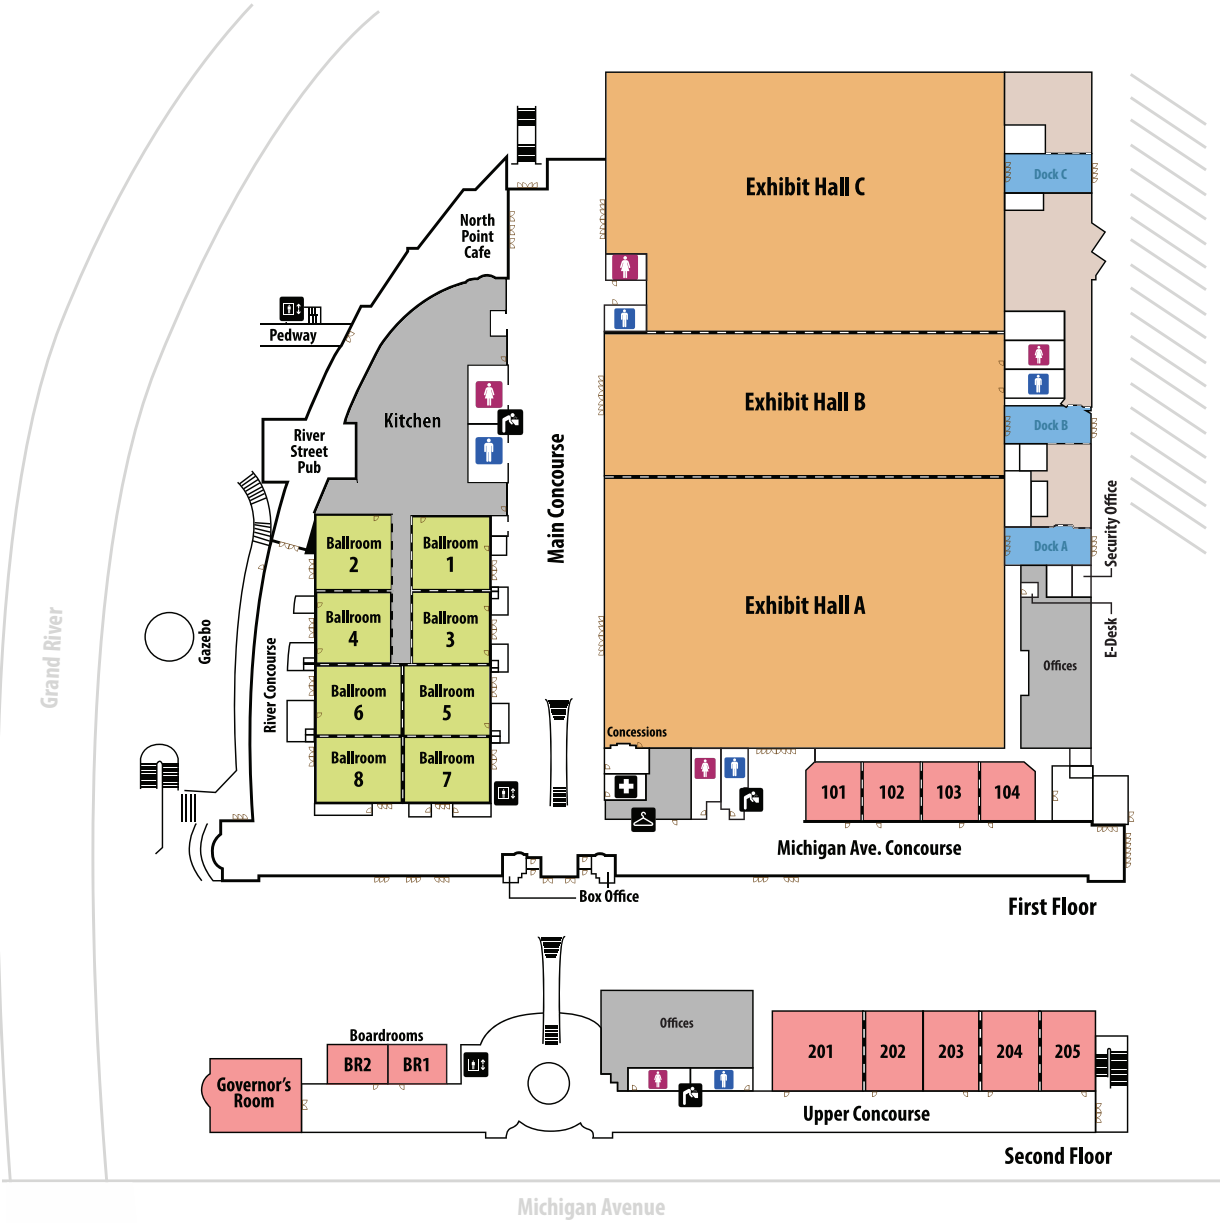 Exhibit Hall C
Dock C
North
Point
Cafe
Pedway
Exhibit Hall B
Kitchen
Dock B
River
Street
Pub
Main Concourse
Security Office
Ballroom
2
Ballroom
1
Dock A
Exhibit Hall A
Ballroom
4
Ballroom
3
Gazebo
Grand River
River Concourse
E-Desk
Offices
Ballroom
6
Ballroom
5
Concessions
Ballroom
8
Ballroom
7
101
102
103
104
Michigan Ave. Concourse
Box Office
First Floor
Offices
Boardrooms
BR2
BR1
201
202
203
204
205
Governor's
Room
Upper Concourse
Second Floor
Michigan Avenue